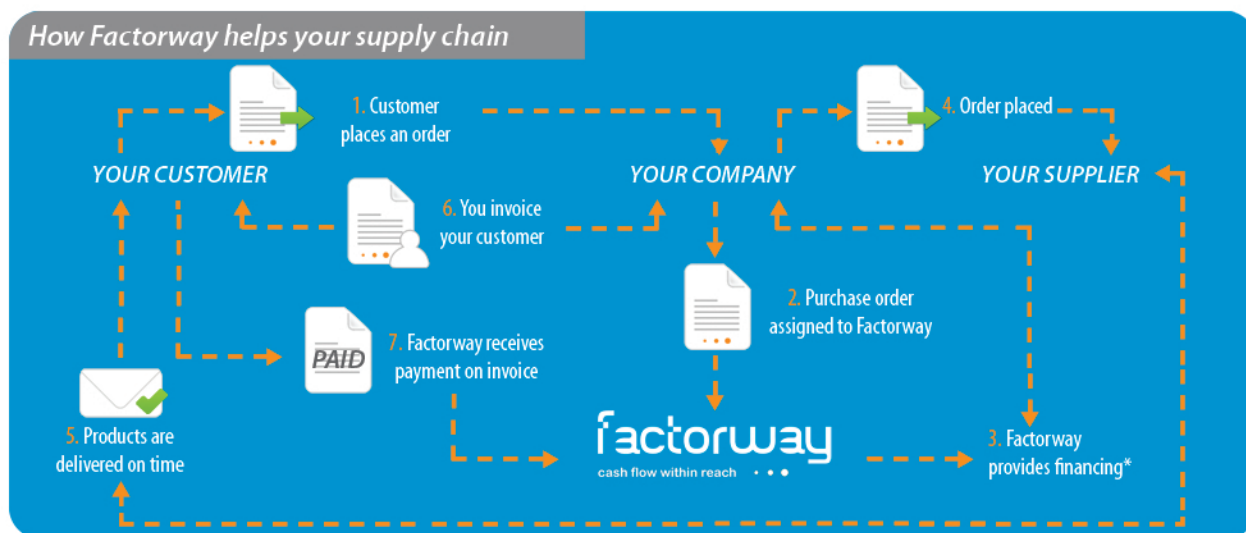 How Factorway helps your supply chain
1. Customer
places an order
4. Order placed
YOUR CUSTOMER
YOUR COMPANY
YOUR SUPPLIER
6. You invoice
your customer
2. Purchase order
assigned to Factorway
PAID
7. Factorway receives
payment on invoice
5. Products are
delivered on time
factorway
cash flow within reach
3. Factorway
provides financing*